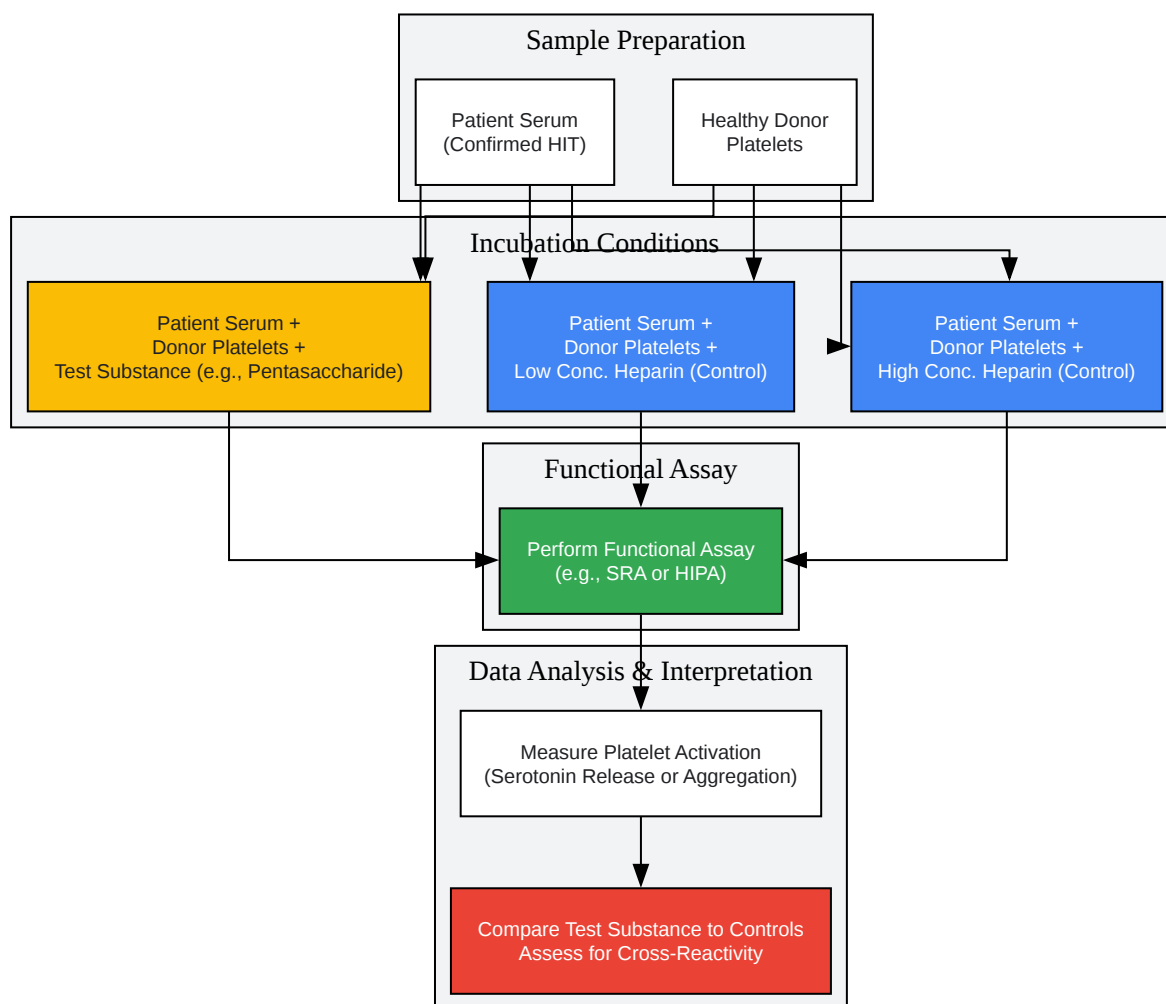 Sample Preparation
Patient Serum
(Confirmed HIT)
Healthy Donor
Platelets
Incubation Conditions
Patient Serum +
Donor Platelets +
Test Substance (e.g., Pentasaccharide)
Patient Serum +
Donor Platelets +
Low Conc. Heparin (Control)
Patient Serum +
Donor Platelets +
High Conc. Heparin (Control)
Functional Assay
Perform Functional Assay
(e.g., SRA or HIPA)
Data Analysis & Interpretation
Measure Platelet Activation
(Serotonin Release or Aggregation)
Compare Test Substance to Controls
Assess for Cross-Reactivity